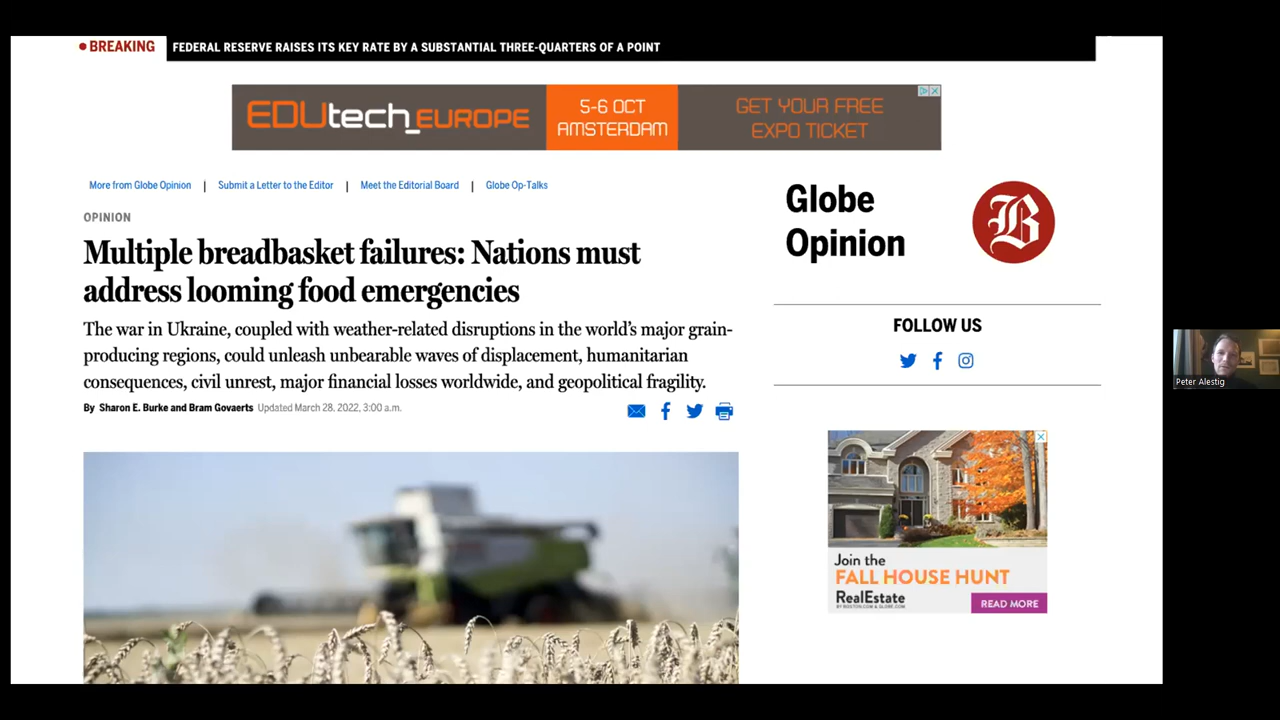 BREAKING
FEDERAL RESERVE RAISES ITS KEY RATE BY A SUBSTANTIAL THREE-QUARTERS OF A POINT
EDUtech_EUROPE
5-6 OCT
AMSTERDAM
GET YOUR FREE
EXPO TICKET
More from Globe Opinion | Submit a Letter to the Editor | Meet the Editorial Board | Globe Op-Talks
OPINION
Multiple breadbasket failures: Nations must
address looming food emergencies
The war in Ukraine, coupled with weather-related disruptions in the world's major grain-
producing regions, could unleash unbearable waves of displacement, humanitarian
consequences, civil unrest, major financial losses worldwide, and geopolitical fragility.
By Sharon E. Burke and Bram Govaerts Updated March 28, 2022, 3:00 a.m.
Globe
Opinion
B
FOLLOW US
Join the
FALL HOUSE HUNT
RealEstate
BY BOSTON.COM & GLOBE.COM
READ MORE
Peter Alestig